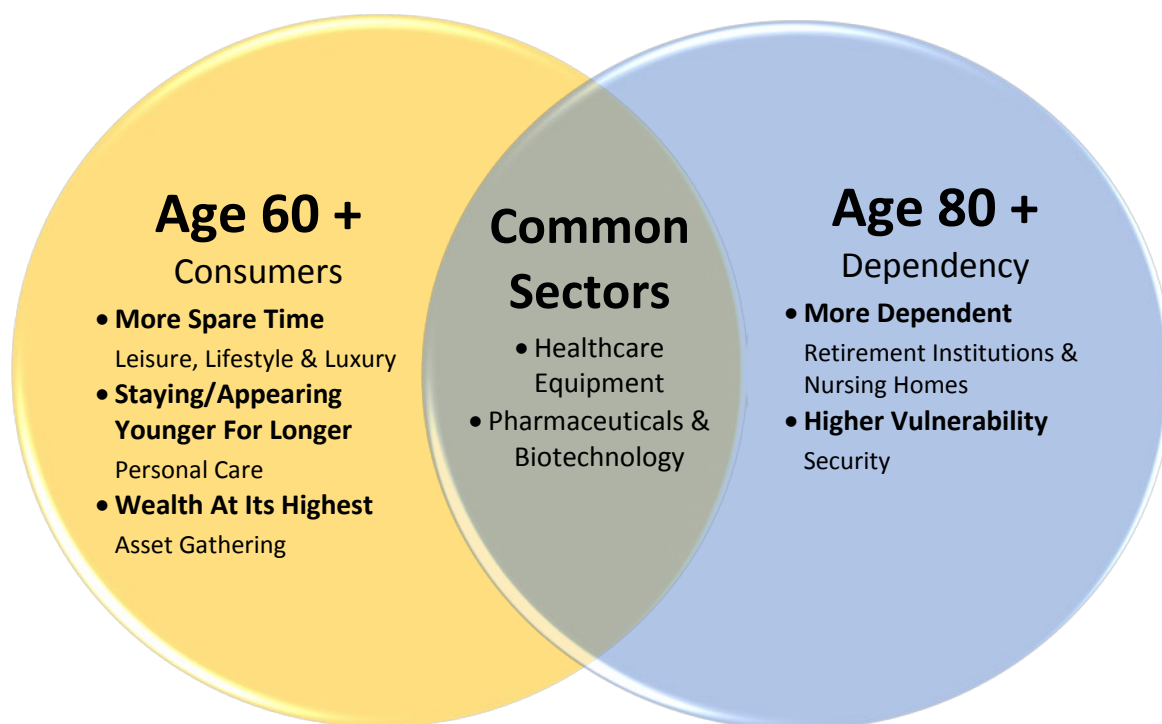 Age 60 +
Consumers
• More Spare Time
Leisure, Lifestyle & Luxury
• Staying/Appearing
Younger For Longer
Personal Care
• Wealth At Its Highest
Asset Gathering
Common
Sectors
• Healthcare
Equipment
• Pharmaceuticals &
Biotechnology
Age 80 +
Dependency
• More Dependent
Retirement Institutions &
Nursing Homes
• Higher Vulnerability
Security